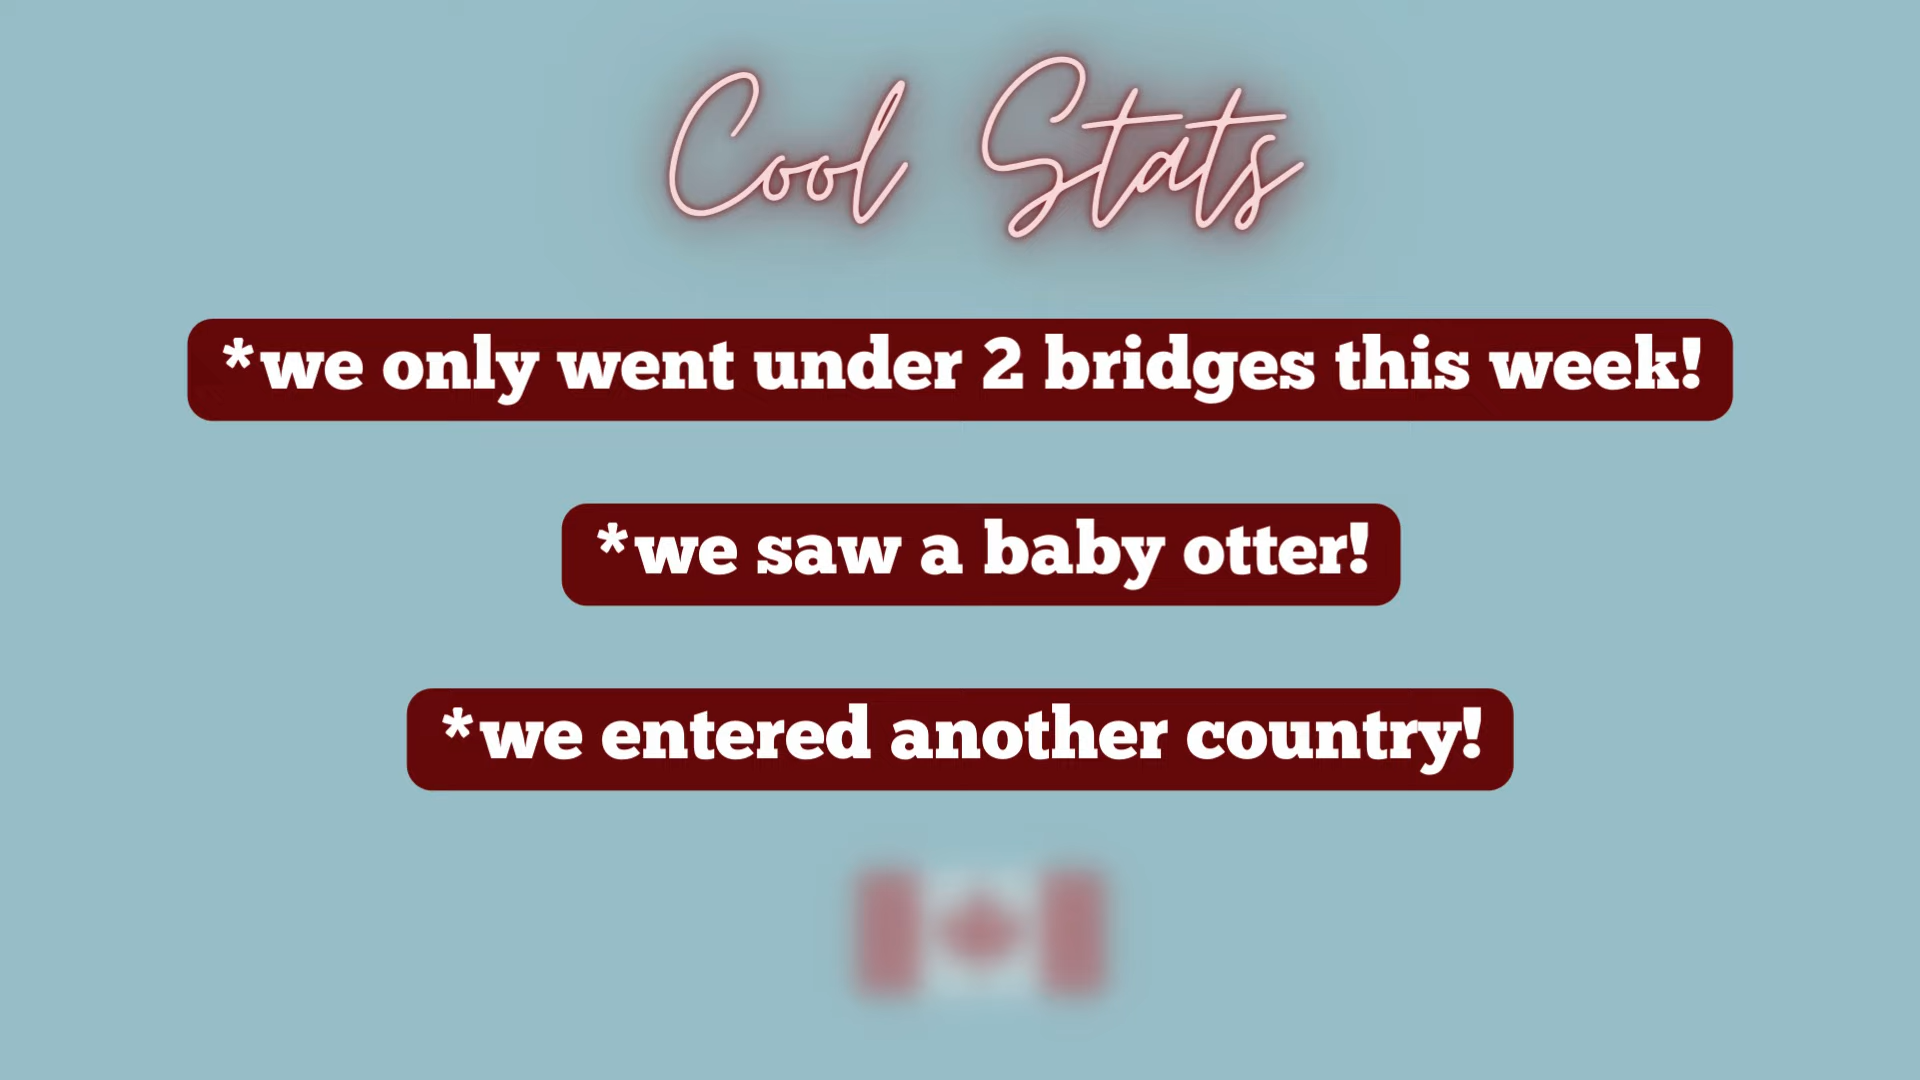 Cool Stats
*we only went under 2 bridges this week!
*we saw a baby otter!
*we entered another country!